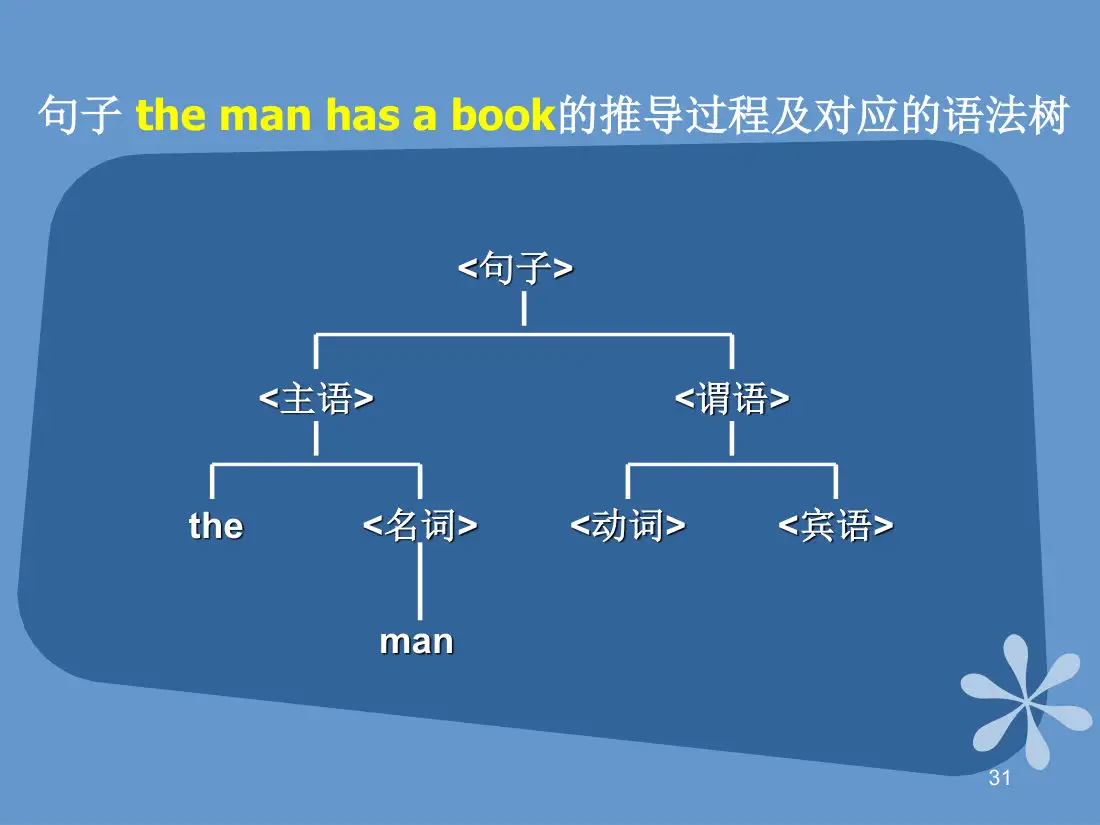 句子 the man has a book的推导过程及对应的语法树
<句子>
<主语> <谓语>
the <名词> <动词> <宾语>
man
31